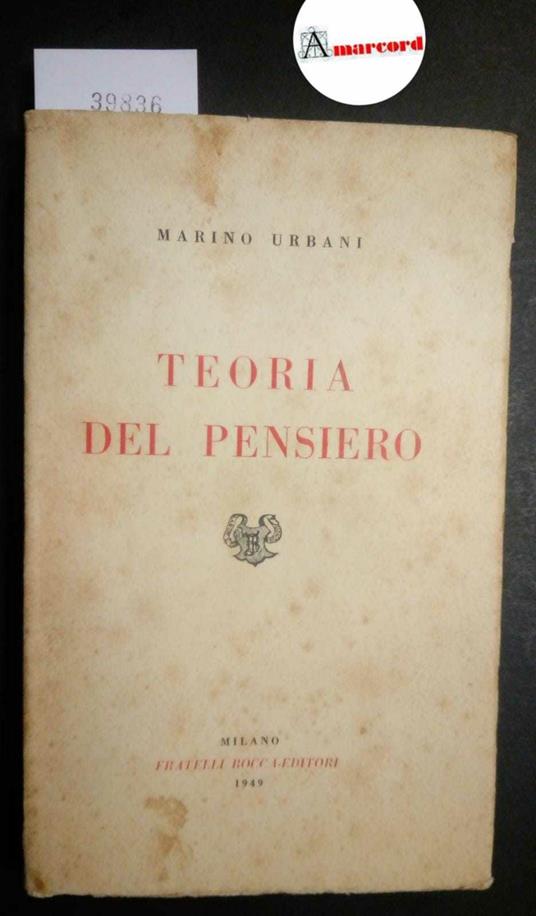 Amarcord
39836
MARINO URBANI
TEORIA
DEL PENSIERO
MILANO
FRATELLI BOCCA-EDITORI
1949